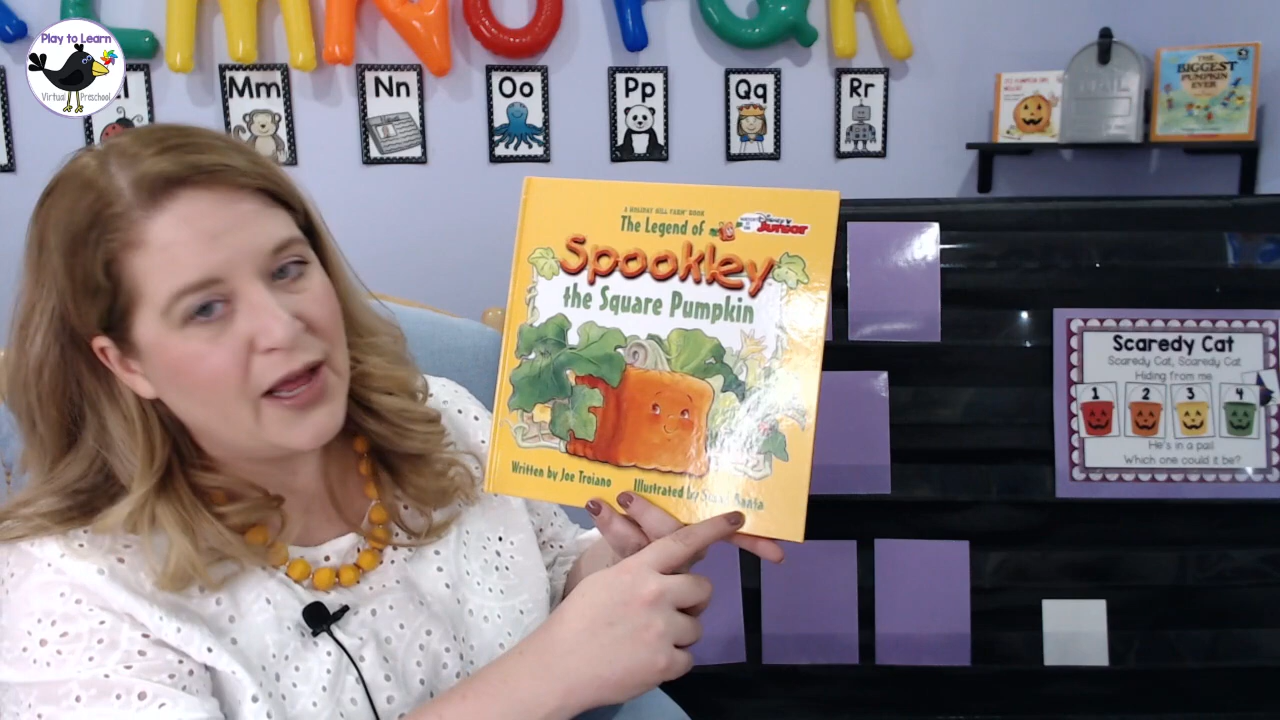 Play to Learn
Virtual Preschool
Mm
Nn
Oo
Pp
Qq
Rr
THE
BIGGEST
PUMPKIN
EVER
A HOLIDAY HILL FARM BOOK
The Legend of
Disney
Junior
Spookley
the Square Pumpkin
Written by Joe Troiano
Illustrated by
Scaredy Cat
Scaredy Cat, Scaredy Cat
Hiding from me
1 2 3 4
He's in a pail
Which one could it be?